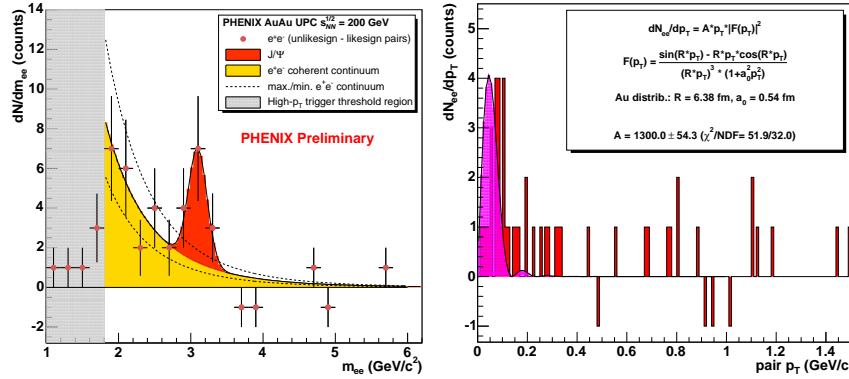 PHENIX AuAu UPC s_NN^1/2 = 200 GeV
e⁺e⁻ (unlikesign - likesign pairs)
J/Ψ
e⁺e⁻ coherent continuum
max./min. e⁺e⁻ continuum
High-p_T trigger threshold region
PHENIX Preliminary
dN/dm_ee (counts)
14
12
10
8
6
4
2
0
-2
1 2 3 4 5 6
m_ee (GeV/c²)
dN_ee/dp_T = A*p_T*|F(p_T)|²
F(p_T) = sin(R*p_T) - R*p_T*cos(R*p_T)
(R*p_T)³ * (1+a₀²p_T²)
Au distrib.: R = 6.38 fm, a₀ = 0.54 fm
A = 1300.0 ± 54.3 (χ²/NDF= 51.9/32.0)
dN_ee/dp_T (counts)
5
4
3
2
1
0
-1
0 0.2 0.4 0.6 0.8 1 1.2 1.4
pair p_T (GeV/c